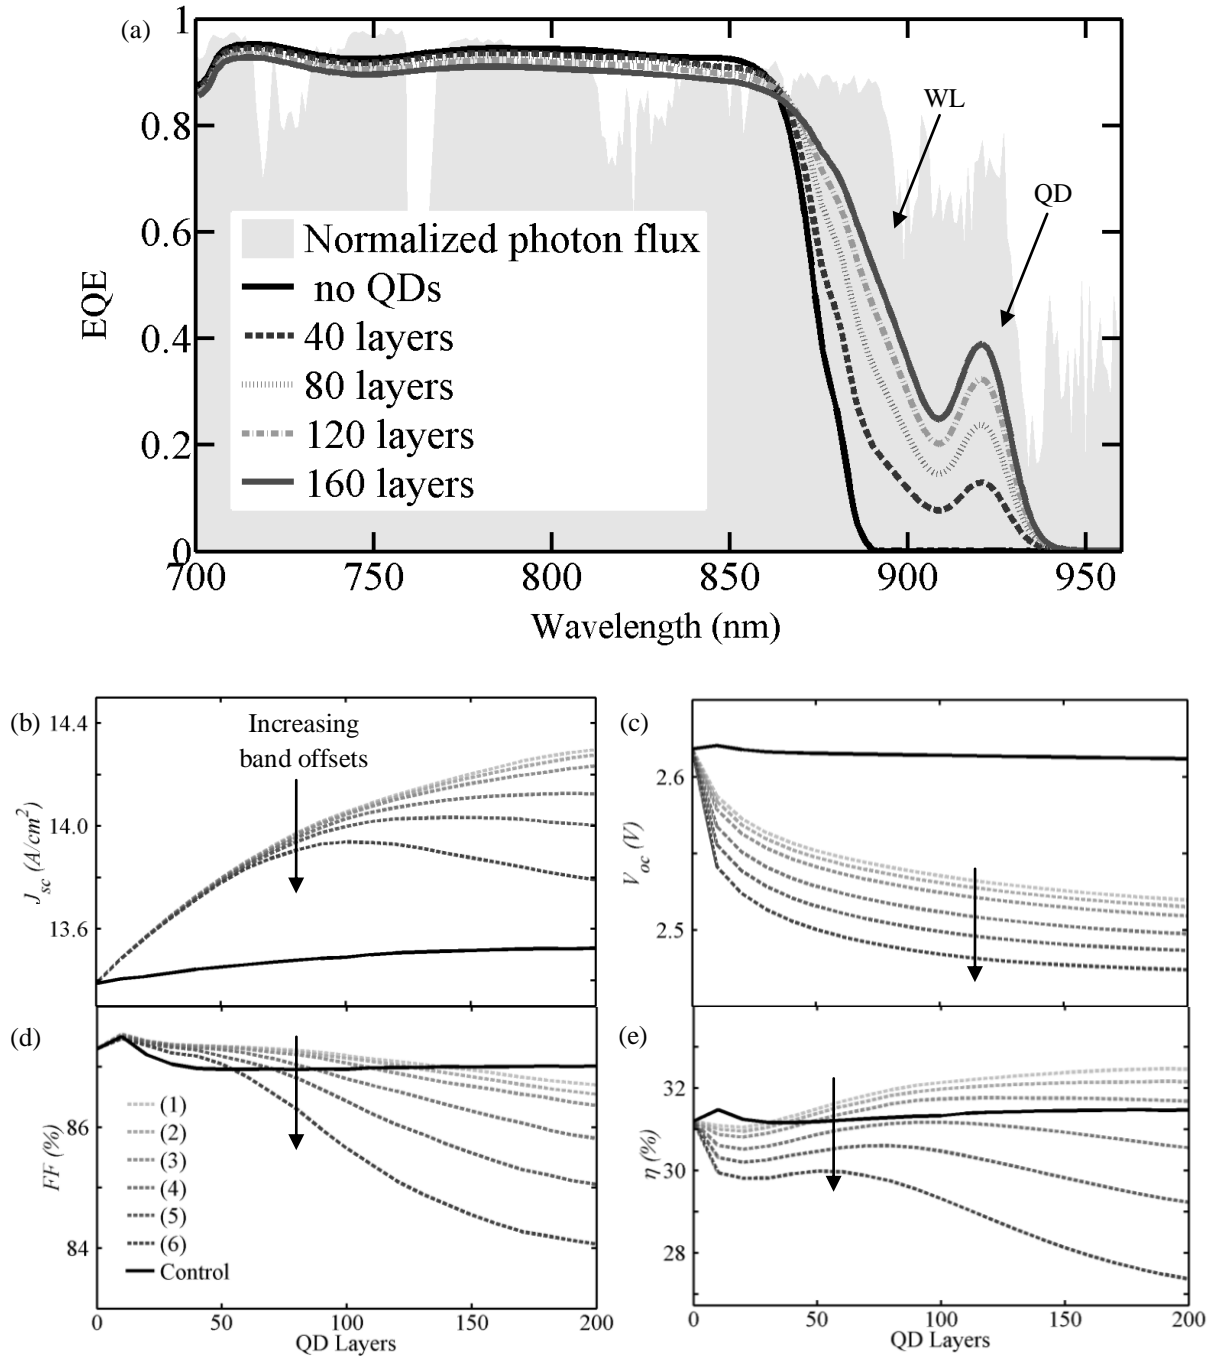 (a)
1
0.8
0.6
0.4
0.2
0
EQE
WL
QD
Normalized photon flux
no QDs
40 layers
80 layers
120 layers
160 layers
700
750
800
850
900
950
Wavelength (nm)
(b)
14.4
14.0
13.6
J_sc (A/cm^2)
Increasing
band offsets
(c)
2.6
2.5
V_oc (V)
(d)
86
84
FF (%)
(1)
(2)
(3)
(4)
(5)
(6)
Control
0
50
100
150
200
QD Layers
(e)
32
30
28
η (%)
0
50
100
150
200
QD Layers